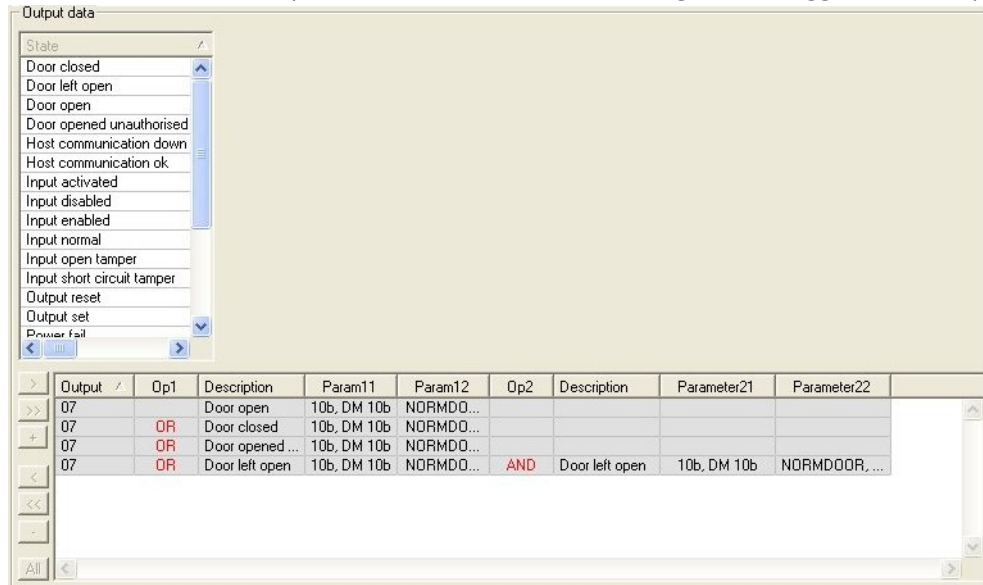 Output data
State
Door closed
Door left open
Door open
Door opened unauthorised
Host communication down
Host communication ok
Input activated
Input disabled
Input enabled
Input normal
Input open tamper
Input short circuit tamper
Output reset
Output set
Power fail
> Output Op1 Description Param11 Param12 Op2 Description Parameter21 Parameter22
>> 07 Door open 10b, DM 10b NORMDO...
+ 07 OR Door closed 10b, DM 10b NORMDO...
07 OR Door opened ... 10b, DM 10b NORMDO...
< 07 OR Door left open 10b, DM 10b NORMDO... AND Door left open 10b, DM 10b NORMDOOR, ...
<<
-
All